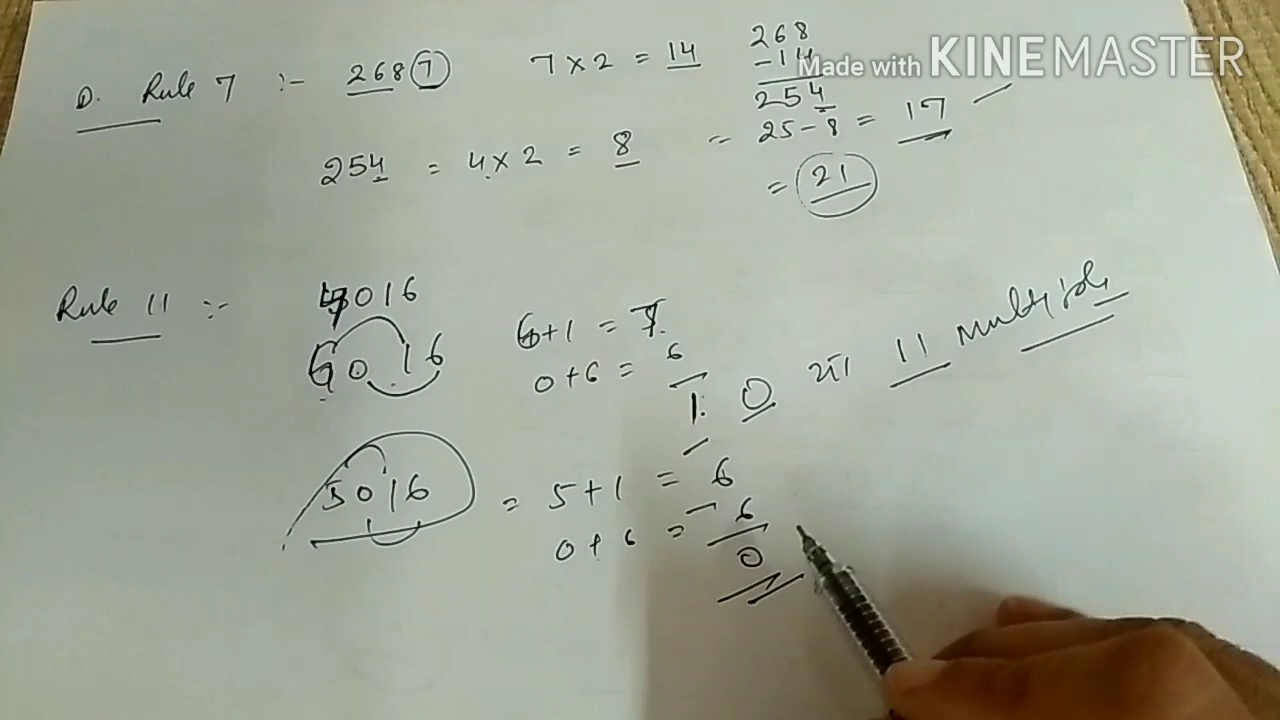 Made with KINEMASTER
D. Rule 7 :- 2687 7 x 2 = 14
268
-14
254
254 = 4 x 2 = 8 = 25 - 8 = 17
= 21
Rule 11 :- 016
6016 6+1 = 7
0+6 = 6
1. 0 या 11 multiple
5016 = 5+1 = 6
0+6 = 6
0